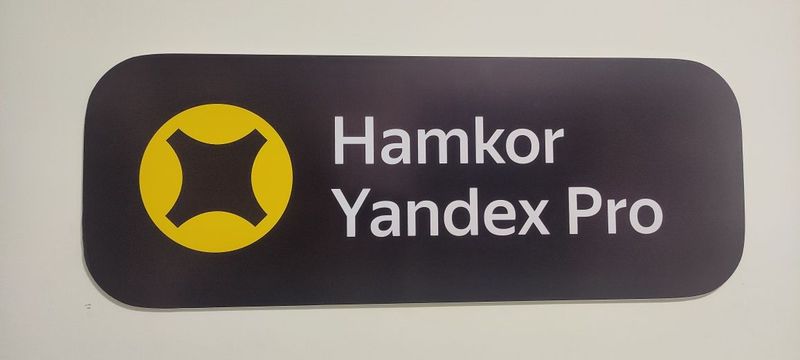 Hamkor
Yandex Pro